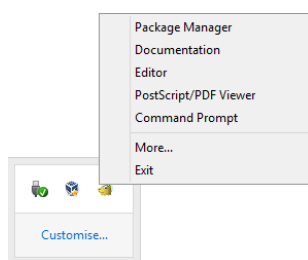 Package Manager
Documentation
Editor
PostScript/PDF Viewer
Command Prompt
More...
Exit
Customise...